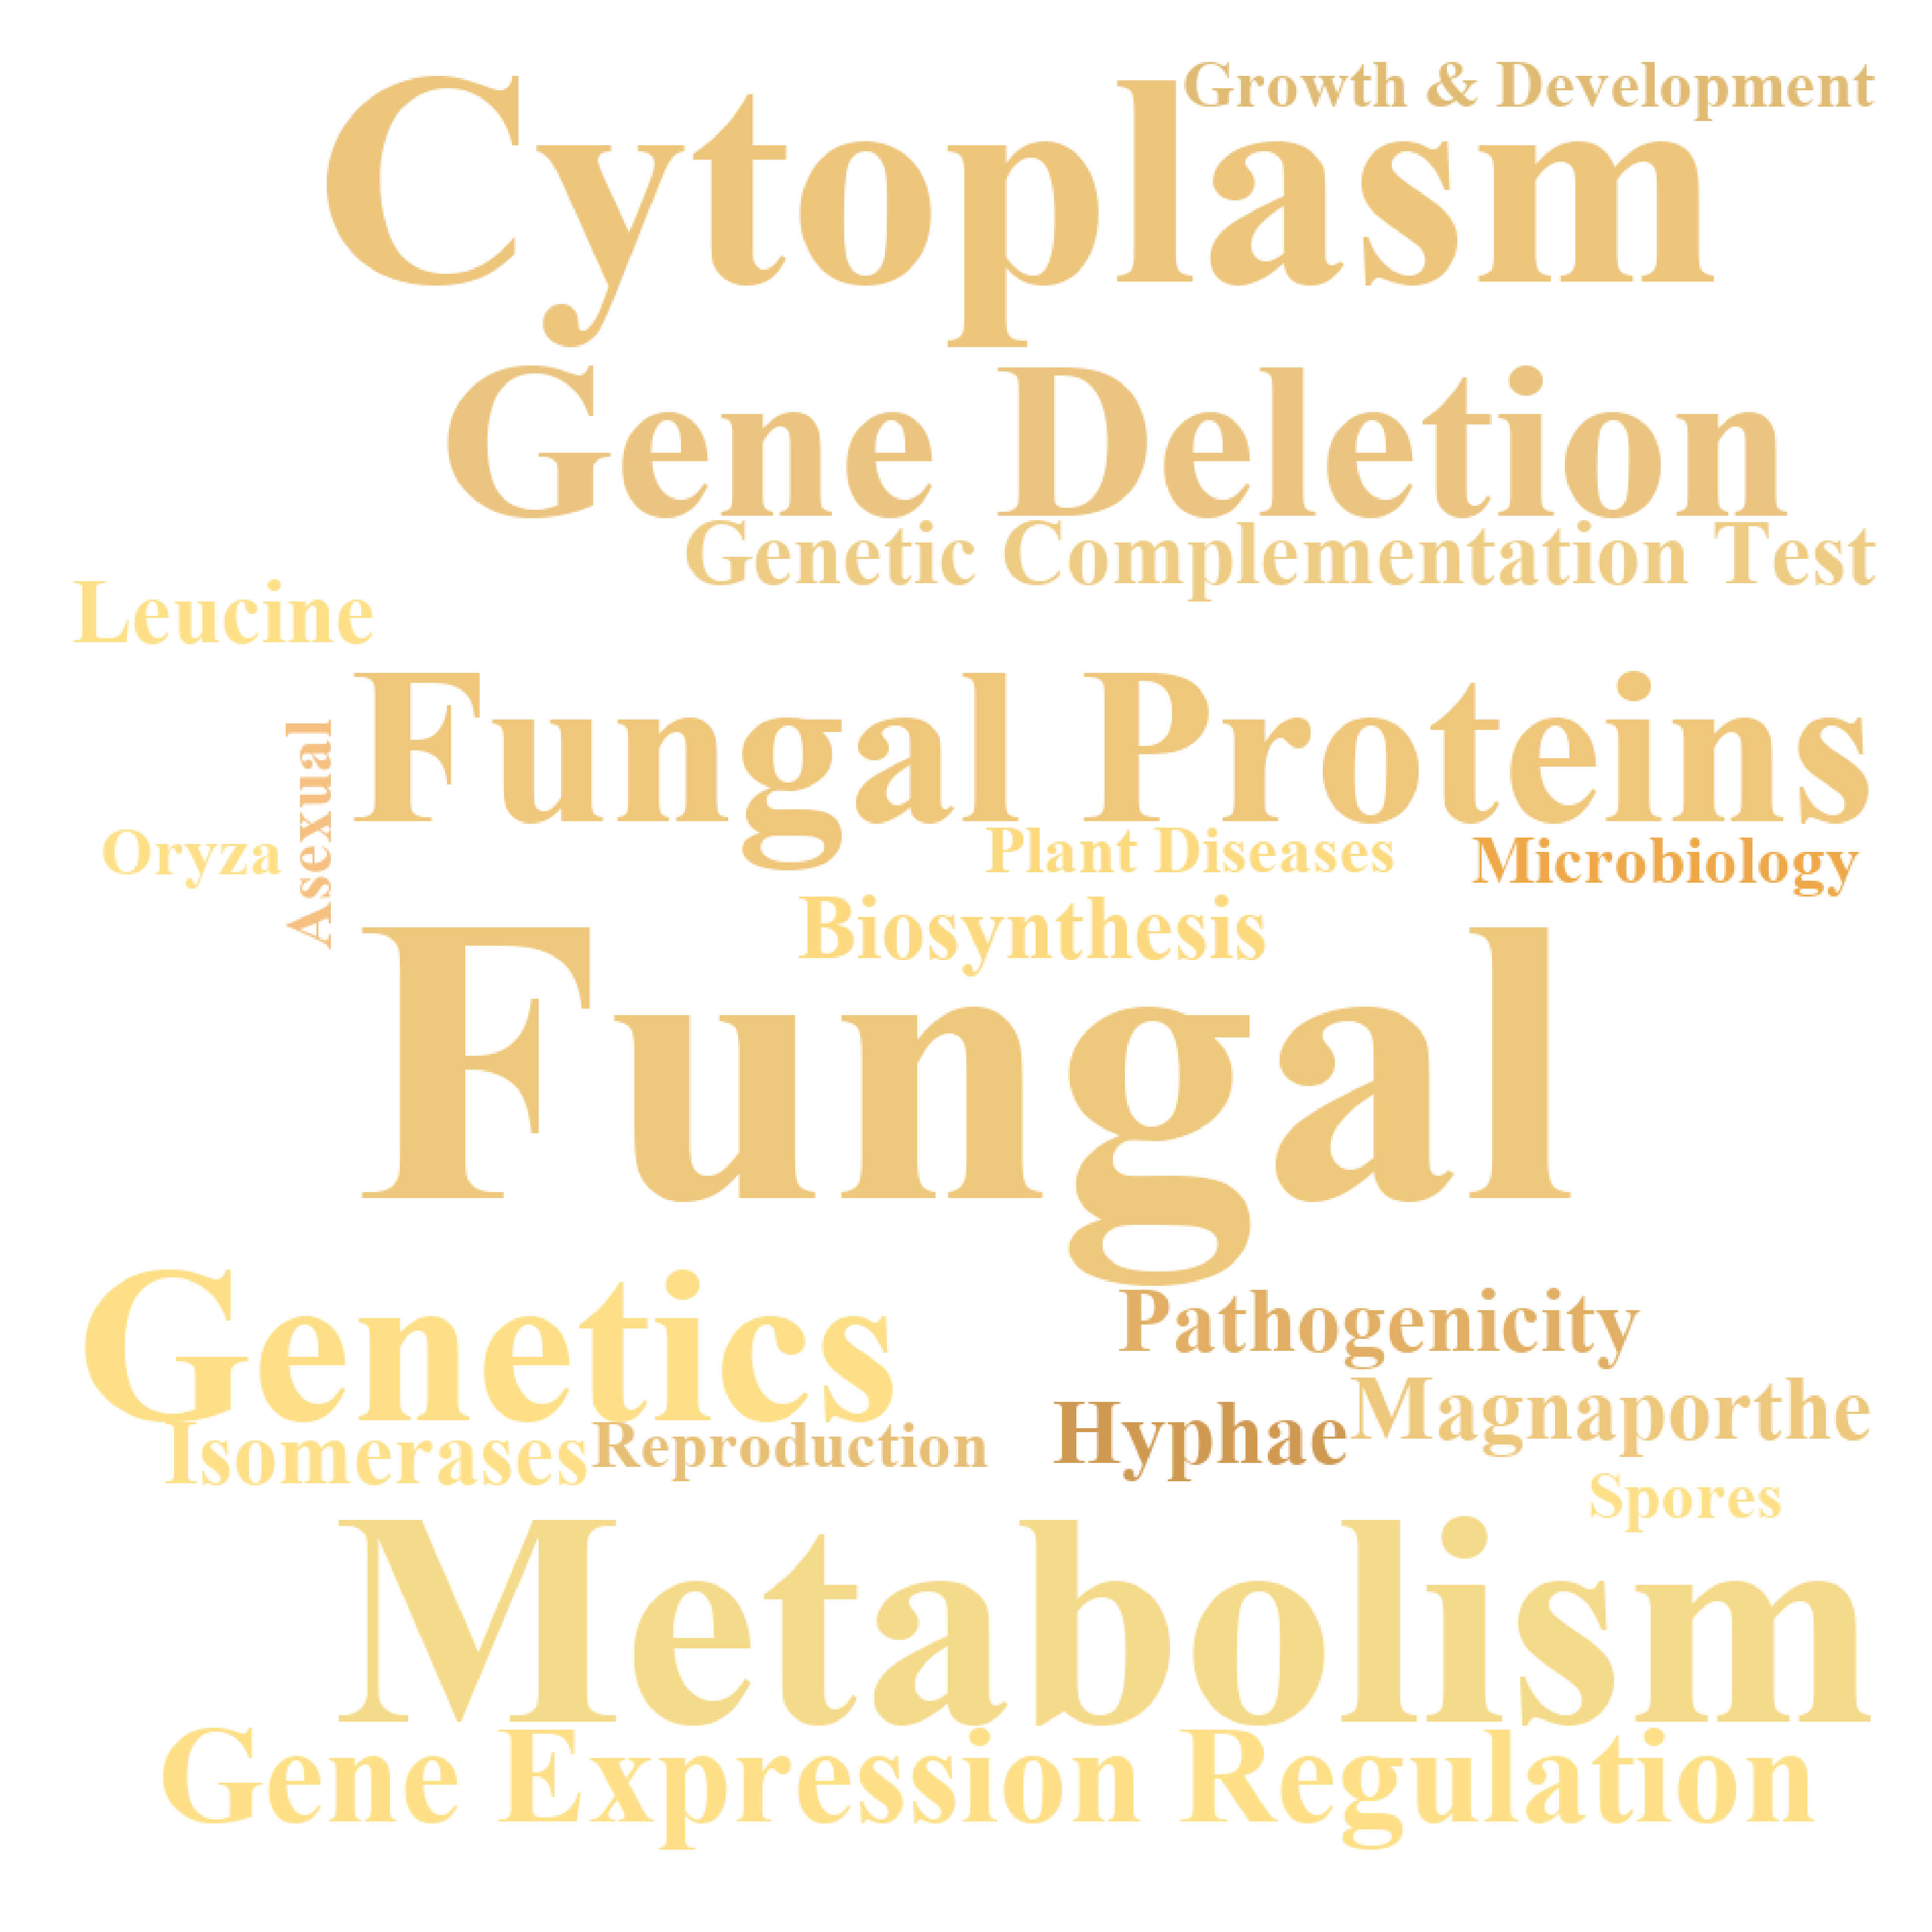 Growth & Development
Cytoplasm
Gene Deletion
Genetic Complementation Test
Leucine
Fungal Proteins
Asexual
Oryza
Plant Diseases
Microbiology
Biosynthesis
Fungal
Genetics
Pathogenicity
Magnaporthe
Hyphae
Isomerases
Reproduction
Spores
Metabolism
Gene Expression Regulation